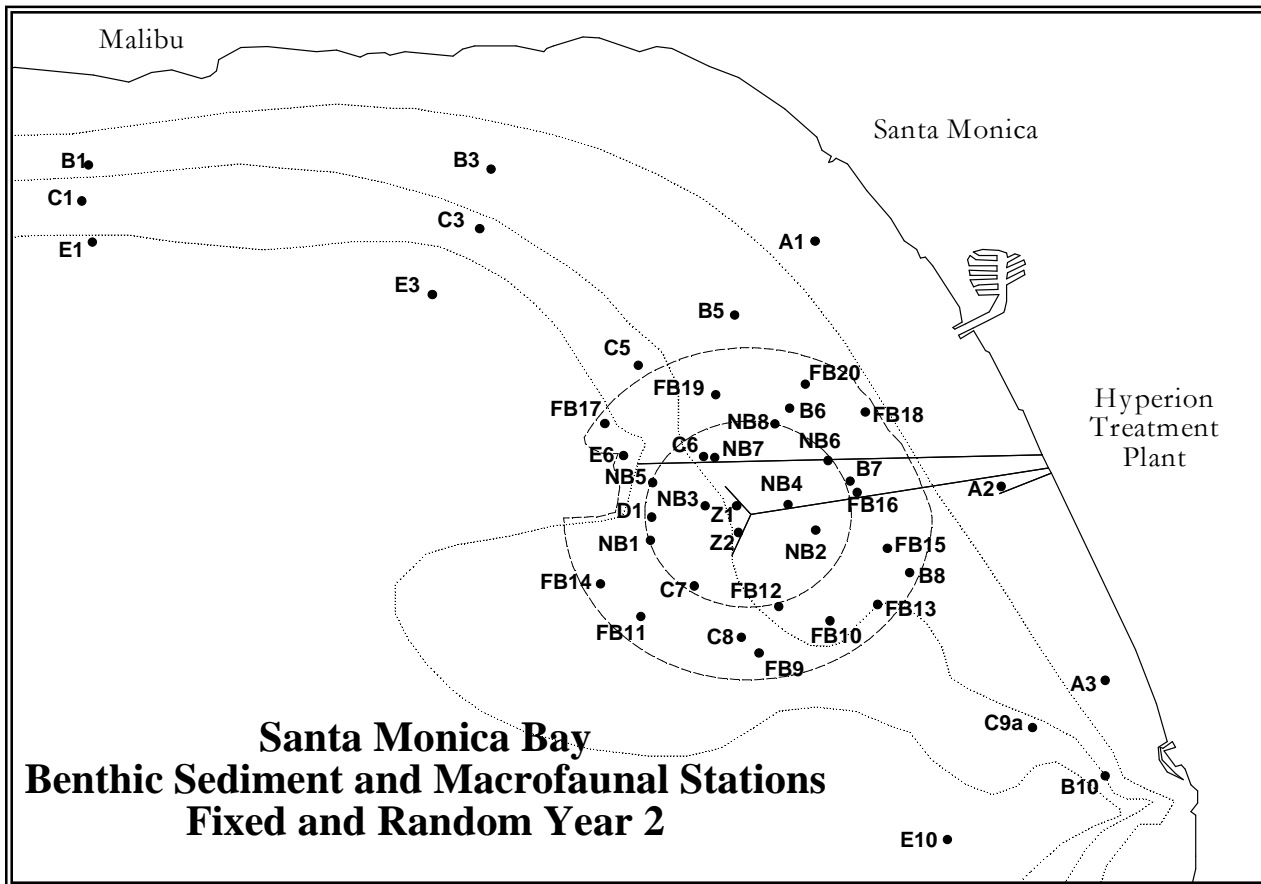 Malibu
Santa Monica
B1
B3
C1
C3
A1
E1
E3
B5
C5
FB20
FB19
FB17
B6
FB18
NB8
Hyperion
Treatment
Plant
C6
NB7
NB6
E6
NB5
B7
A2
NB3
NB4
Z1
FB16
D1
NB1
Z2
NB2
FB15
B8
FB14
C7
FB12
FB13
FB11
FB10
C8
FB9
A3
C9a
B10
E10
Santa Monica Bay
Benthic Sediment and Macrofaunal Stations
Fixed and Random Year 2